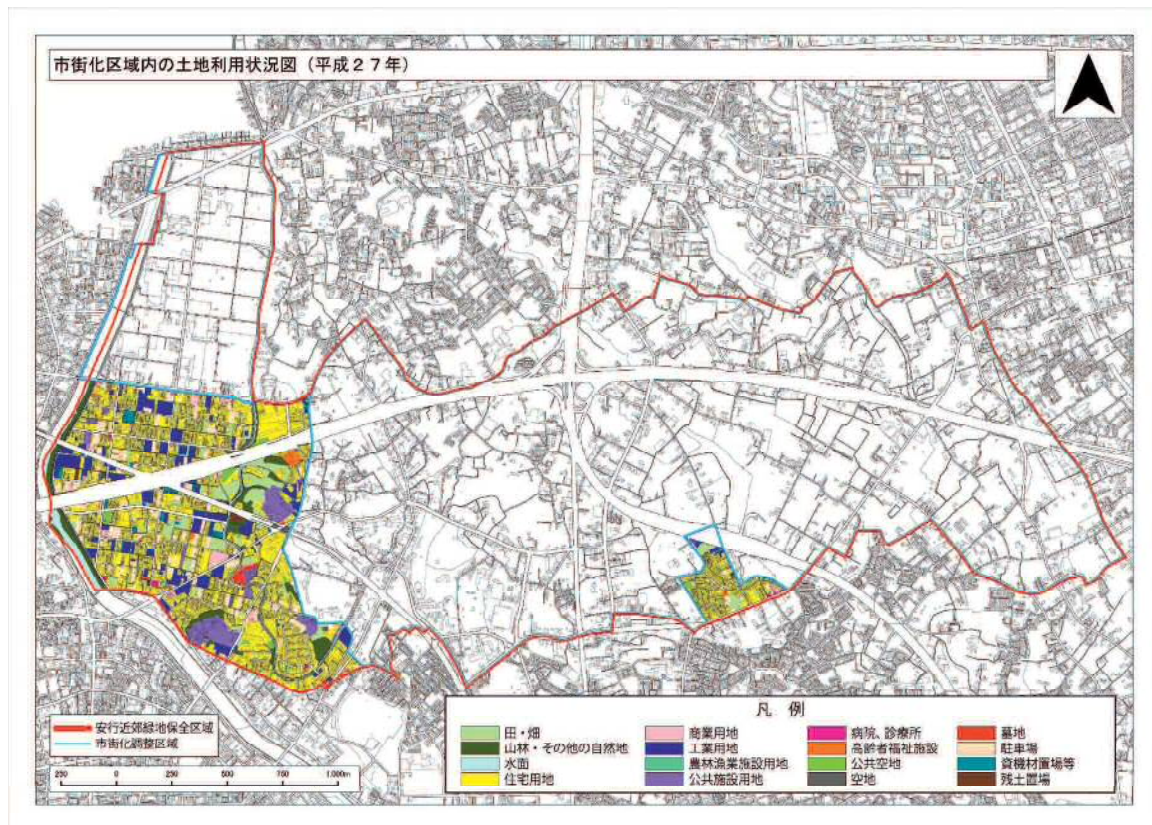 市街化区域内の土地利用状況図（平成２７年）
安行近郊緑地保全区域
市街化調整区域
250 0 250 500 750 1,000m
凡 例
田・畑
山林・その他の自然地
水面
住宅用地
商業用地
工業用地
農林漁業施設用地
公共施設用地
病院、診療所
高齢者福祉施設
公共空地
空地
墓地
駐車場
資機材置場等
残土置場